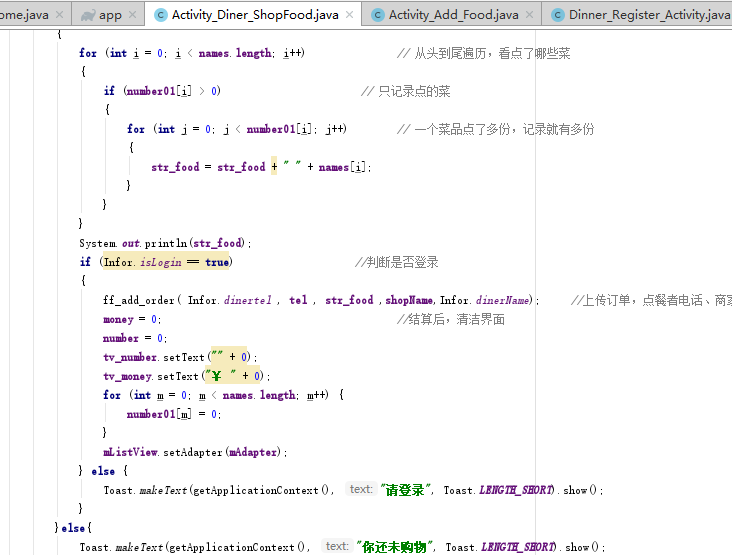 ome.java × app × Activity_Diner_ShopFood.java × Activity_Add_Food.java × Dinner_Register_Activity.java
{
for (int i = 0; i < names.length; i++) // 从头到尾遍历，看点了哪些菜
{
if (number01[i] > 0) // 只记录点的菜
{
for (int j = 0; j < number01[i]; j++) // 一个菜品点了多份，记录就有多份
{
str_food = str_food + " " + names[i];
}
}
}
System.out.println(str_food);
if (Infor.isLogin == true) //判断是否登录
{
ff_add_order( Infor.dinertel , tel , str_food ,shopName,Infor.dinerName); //上传订单，点餐者电话、商家
money = 0; //结算后，清洁界面
number = 0;
tv_number.setText("" + 0);
tv_money.setText("￥ " + 0);
for (int m = 0; m < names.length; m++) {
number01[m] = 0;
}
mListView.setAdapter(mAdapter);
} else {
Toast.makeText(getApplicationContext(), text: "请登录", Toast.LENGTH_SHORT).show();
}
}else{
Toast.makeText(getApplicationContext(), text: "你还未购物", Toast.LENGTH_SHORT).show();